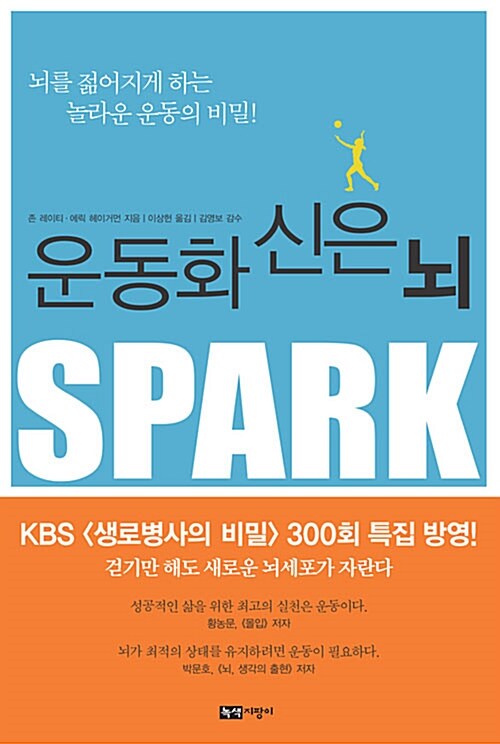 뇌를 젊어지게 하는
놀라운 운동의 비밀!
존 레이티·에릭 헤이거먼 지음 | 이상헌 옮김 | 김영보 감수
운동화 신은 뇌
SPARK
KBS 〈생로병사의 비밀〉 300회 특집 방영!
걷기만 해도 새로운 뇌세포가 자란다
성공적인 삶을 위한 최고의 실천은 운동이다.
황농문, 《몰입》 저자
뇌가 최적의 상태를 유지하려면 운동이 필요하다.
박문호, 《뇌, 생각의 출현》 저자
녹색지팡이